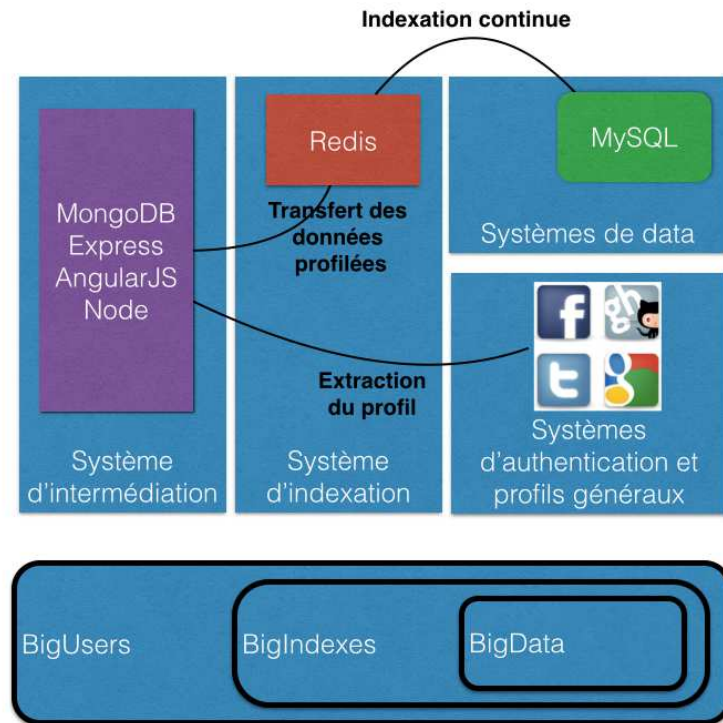 Indexation continue
Redis
MySQL
MongoDB
Express
AngularJS
Node
Transfert des
données
profilées
Systèmes de data
f
gh
t
g
Extraction
du profil
Système
d'intermédiation
Système
d'indexation
Systèmes
d'authentication et
profils généraux
BigUsers
BigIndexes
BigData